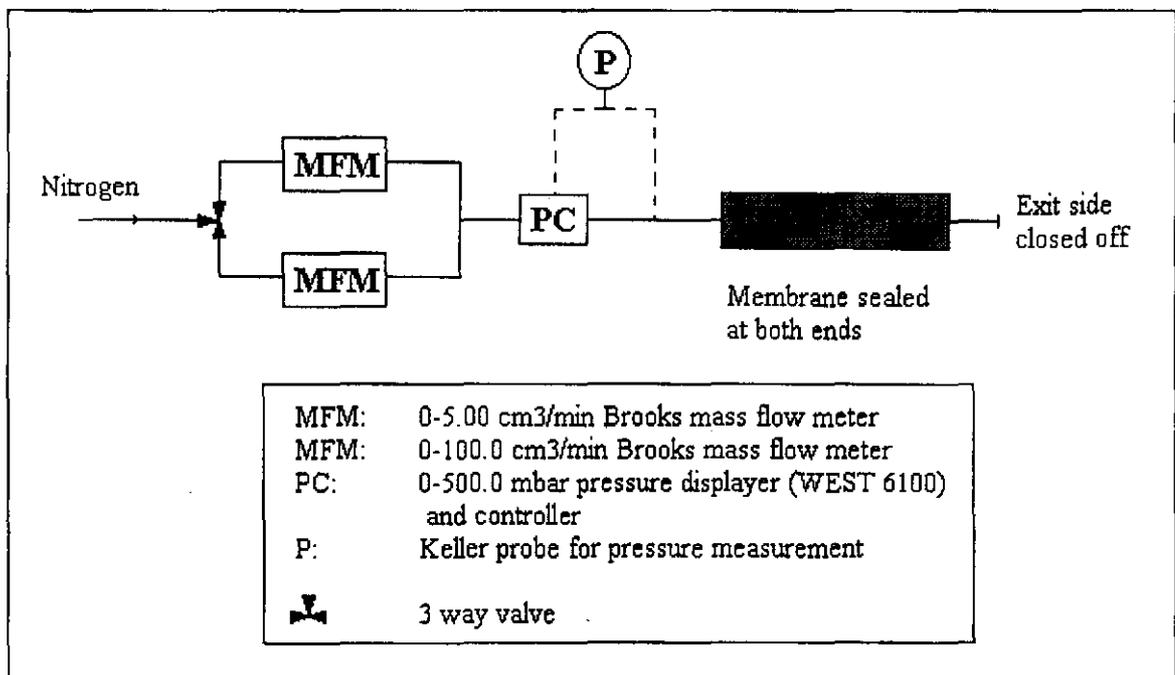 P
MFM
Nitrogen
PC
MFM
Exit side
closed off
Membrane sealed
at both ends
MFM: 0-5.00 cm3/min Brooks mass flow meter
MFM: 0-100.0 cm3/min Brooks mass flow meter
PC: 0-500.0 mbar pressure displayer (WEST 6100)
and controller
P: Keller probe for pressure measurement
3 way valve